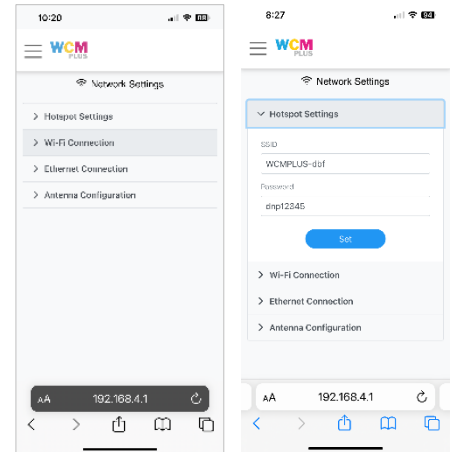 10:20
88
WCM
PLUS
Network Settings
> Hotspot Settings
> Wi-Fi Connection
> Ethernet Connection
> Antenna Configuration
AA 192.168.4.1
8:27
94
WCM
PLUS
Network Settings
Hotspot Settings
SSID
WCMPLUS-dbf
Password
dnp12345
Set
> Wi-Fi Connection
> Ethernet Connection
> Antenna Configuration
AA 192.168.4.1